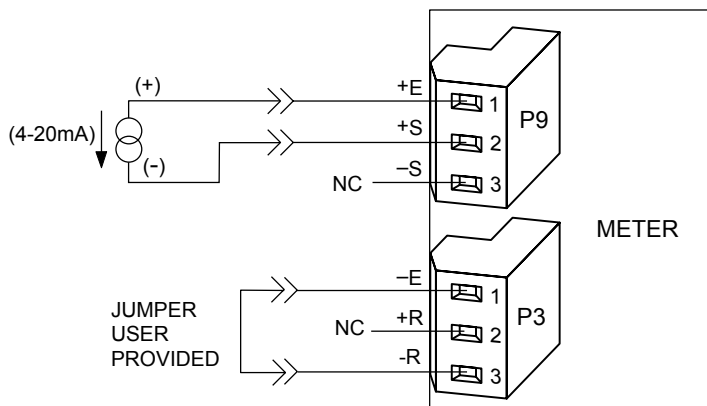 (+)
+E
1
P9
(4-20mA)
+S
2
(-)
–S
NC
3
METER
–E
1
JUMPER
USER
PROVIDED
+R
NC
2
P3
-R
3